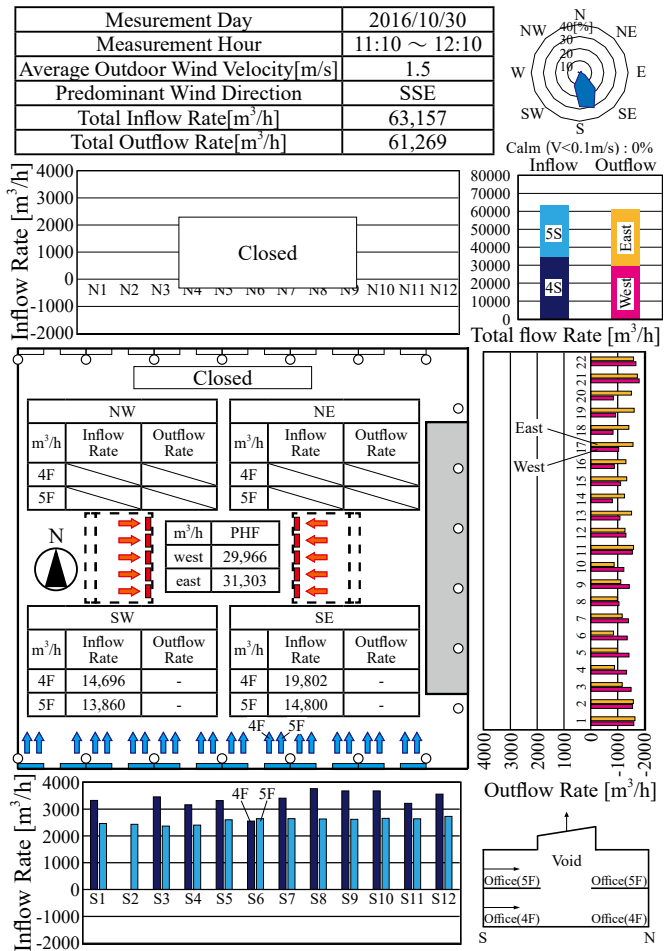 Mesurement Day 2016/10/30
Measurement Hour 11:10 ~ 12:10
Average Outdoor Wind Velocity[m/s] 1.5
Predominant Wind Direction SSE
Total Inflow Rate[m³/h] 63,157
Total Outflow Rate[m³/h] 61,269
N
NE
E
SE
S
SW
W
NW
40[%]
30
20
10
Calm (V<0.1m/s) : 0%
Inflow Rate [m³/h]
4000
3000
2000
1000
0
-1000
-2000
Closed
N1 N2 N3 N4 N5 N6 N7 N8 N9 N10 N11 N12
Inflow Outflow
80000
70000
60000
50000
40000
30000
20000
10000
0
5S
4S
East
West
Total flow Rate [m³/h]
Closed
NW
m³/h Inflow Rate Outflow Rate
4F
5F
NE
m³/h Inflow Rate Outflow Rate
4F
5F
N
m³/h PHF
west 29,966
east 31,303
SW
m³/h Inflow Rate Outflow Rate
4F 14,696 -
5F 13,860 -
SE
m³/h Inflow Rate Outflow Rate
4F 19,802 -
5F 14,800 -
4F 5F
East
West
22
21
20
19
18
17
16
15
14
13
12
11
10
9
8
7
6
5
4
3
2
1
4000 3000 2000 1000 0 -1000 -2000
Outflow Rate [m³/h]
Inflow Rate [m³/h]
4000
3000
2000
1000
0
-1000
-2000
4F 5F
S1 S2 S3 S4 S5 S6 S7 S8 S9 S10 S11 S12
Void
Office(5F) Office(5F)
Office(4F) Office(4F)
S N